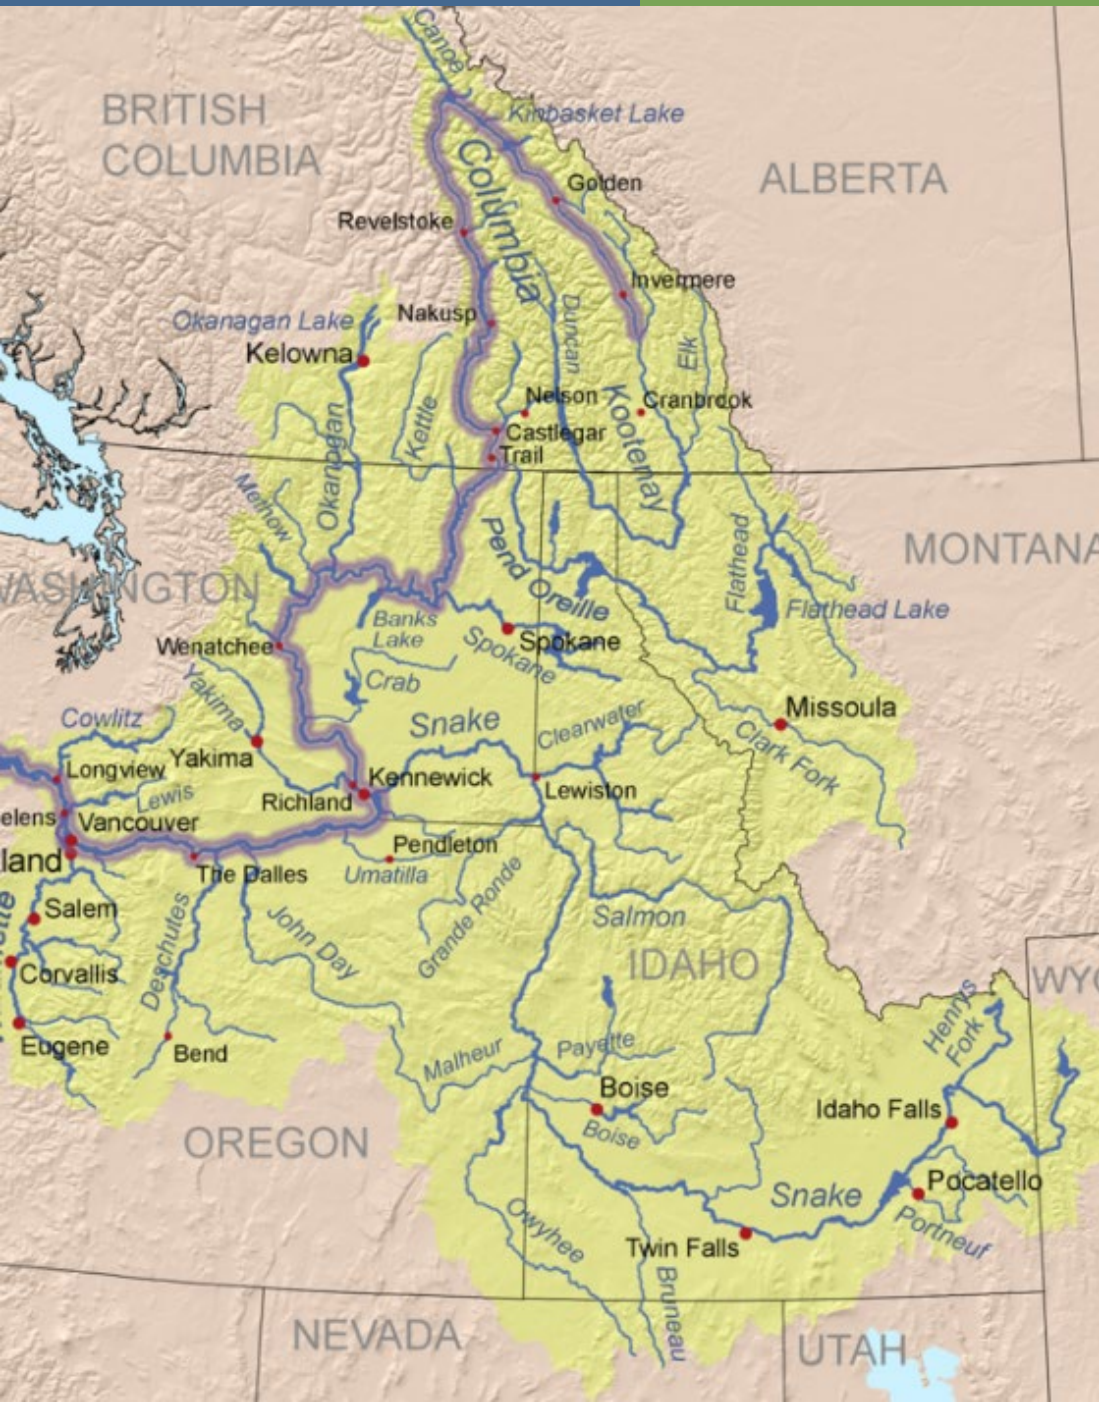 Canoe
BRITISH
COLUMBIA
Kinbasket Lake
ALBERTA
Columbia
Golden
Revelstoke
Invermere
Nakusp
Okanagan Lake
Kelowna
Duncan
Elk
Nelson
Kootenay
Cranbrook
Kettle
Okanogan
Castlegar
Trail
Methow
Pend Oreille
Flathead
MONTANA
WASHINGTON
Flathead Lake
Banks
Lake
Wenatchee
Spokane
Spokane
Crab
Yakima
Cowlitz
Snake
Clearwater
Missoula
Clark Fork
Yakima
Longview
Kennewick
Lewiston
Richland
Lewis
elens
Vancouver
Pendleton
land
The Dalles
Umatilla
Grande Ronde
Salem
Deschutes
John Day
Salmon
IDAHO
WYO
Corvallis
Henrys
Fork
Eugene
Bend
Malheur
Payette
Boise
Boise
Idaho Falls
OREGON
Pocatello
Snake
Portneuf
Owyhee
Twin Falls
Bruneau
NEVADA
UTAH